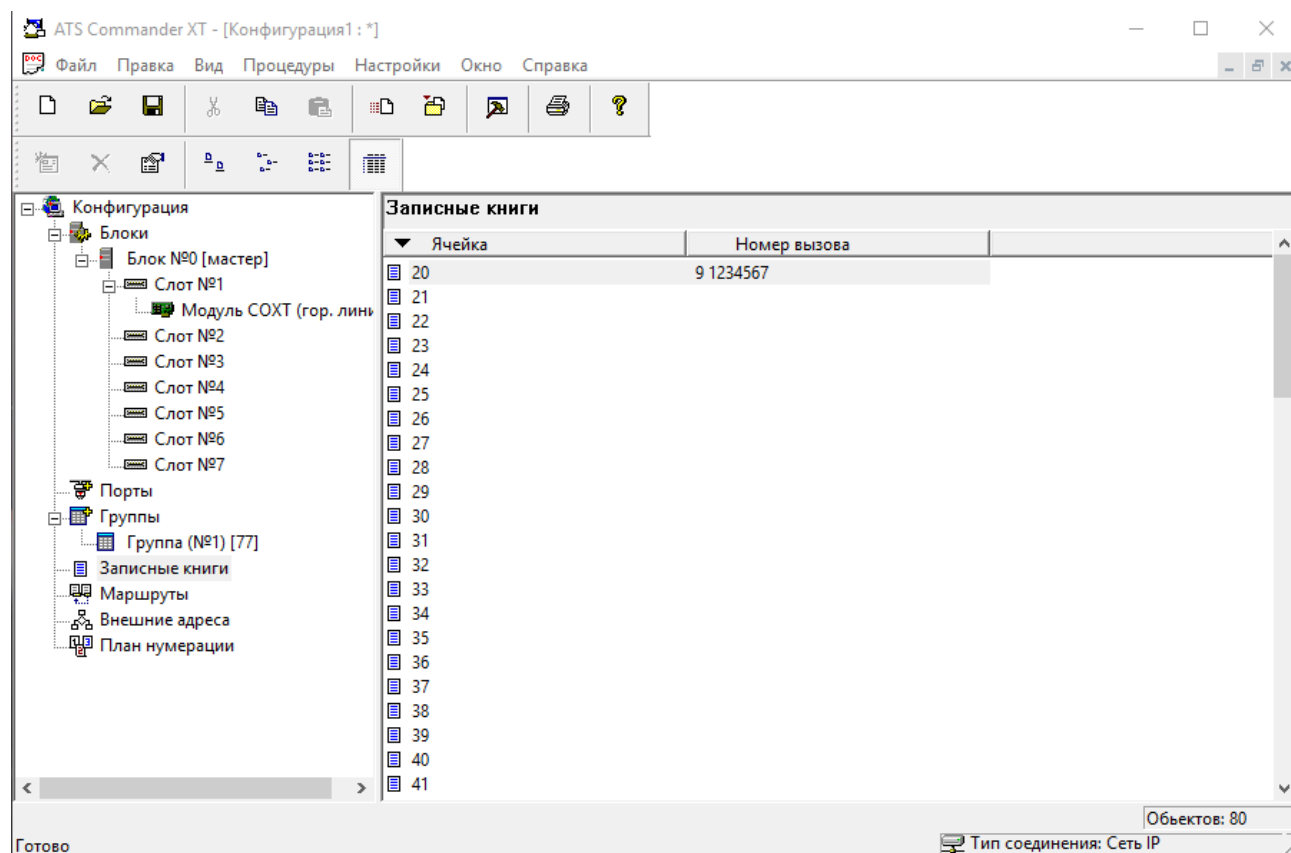 ATS Commander XT - [Конфигурация1 : *]
Файл Правка Вид Процедуры Настройки Окно Справка
Конфигурация
Блоки
Блок №0 [мастер]
Слот №1
Модуль COXT (гор. лини
Слот №2
Слот №3
Слот №4
Слот №5
Слот №6
Слот №7
Порты
Группы
Группа (№1) [77]
Записные книги
Маршруты
Внешние адреса
План нумерации
Записные книги
Ячейка Номер вызова
20 9 1234567
21
22
23
24
25
26
27
28
29
30
31
32
33
34
35
36
37
38
39
40
41
Обьектов: 80
Готово Тип соединения: Сеть IP